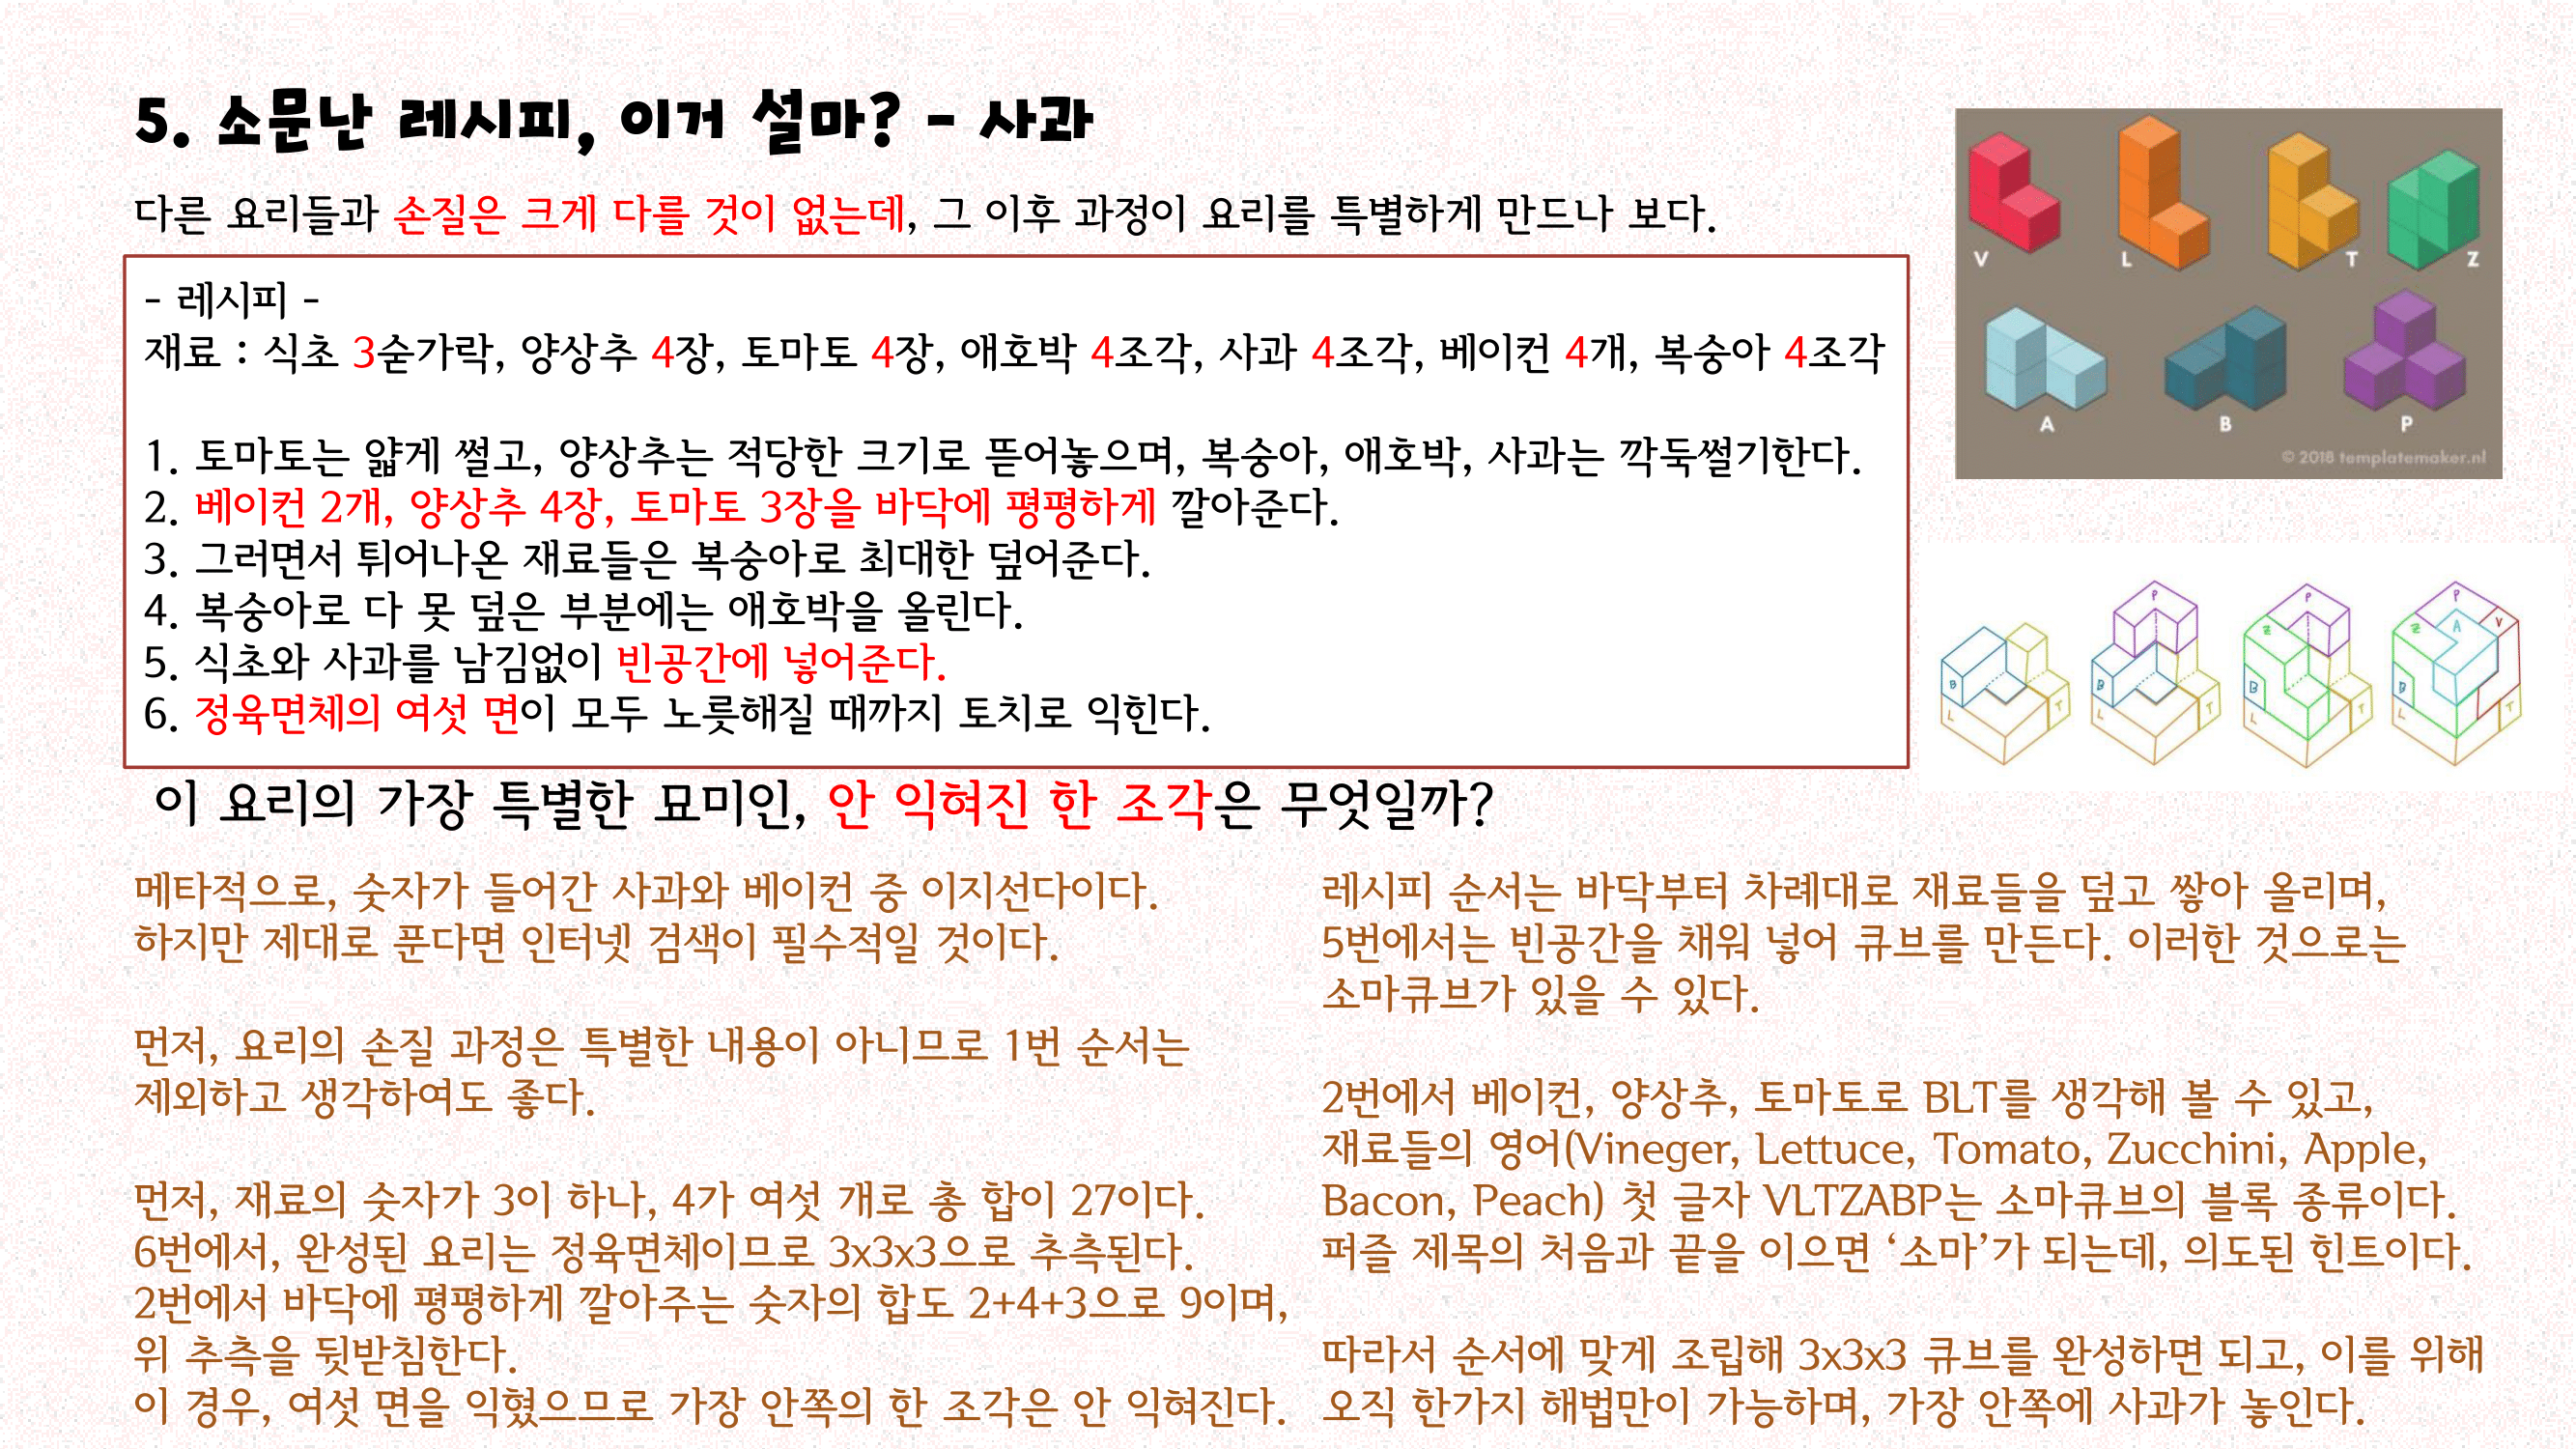 5. 소문난 레시피, 이거 설마? - 사과
다른 요리들과 손질은 크게 다를 것이 없는데, 그 이후 과정이 요리를 특별하게 만드나 보다.
- 레시피 -
재료 : 식초 3숟가락, 양상추 4장, 토마토 4장, 애호박 4조각, 사과 4조각, 베이컨 4개, 복숭아 4조각
1. 토마토는 얇게 썰고, 양상추는 적당한 크기로 뜯어놓으며, 복숭아, 애호박, 사과는 깍둑썰기한다.
2. 베이컨 2개, 양상추 4장, 토마토 3장을 바닥에 평평하게 깔아준다.
3. 그러면서 튀어나온 재료들은 복숭아로 최대한 덮어준다.
4. 복숭아로 다 못 덮은 부분에는 애호박을 올린다.
5. 식초와 사과를 남김없이 빈공간에 넣어준다.
6. 정육면체의 여섯 면이 모두 노릇해질 때까지 토치로 익힌다.
이 요리의 가장 특별한 묘미인, 안 익혀진 한 조각은 무엇일까?
V L T Z
A B P
© 2018 templatemaker.nl
B L T
P B L T
P Z B L T
P Z A V B L T
메타적으로, 숫자가 들어간 사과와 베이컨 중 이지선다이다.
하지만 제대로 푼다면 인터넷 검색이 필수적일 것이다.
먼저, 요리의 손질 과정은 특별한 내용이 아니므로 1번 순서는
제외하고 생각하여도 좋다.
먼저, 재료의 숫자가 3이 하나, 4가 여섯 개로 총 합이 27이다.
6번에서, 완성된 요리는 정육면체이므로 3x3x3으로 추측된다.
2번에서 바닥에 평평하게 깔아주는 숫자의 합도 2+4+3으로 9이며,
위 추측을 뒷받침한다.
이 경우, 여섯 면을 익혔으므로 가장 안쪽의 한 조각은 안 익혀진다.
레시피 순서는 바닥부터 차례대로 재료들을 덮고 쌓아 올리며,
5번에서는 빈공간을 채워 넣어 큐브를 만든다. 이러한 것으로는
소마큐브가 있을 수 있다.
2번에서 베이컨, 양상추, 토마토로 BLT를 생각해 볼 수 있고,
재료들의 영어(Vineger, Lettuce, Tomato, Zucchini, Apple,
Bacon, Peach) 첫 글자 VLTZABP는 소마큐브의 블록 종류이다.
퍼즐 제목의 처음과 끝을 이으면 ‘소마’가 되는데, 의도된 힌트이다.
따라서 순서에 맞게 조립해 3x3x3 큐브를 완성하면 되고, 이를 위해
오직 한가지 해법만이 가능하며, 가장 안쪽에 사과가 놓인다.